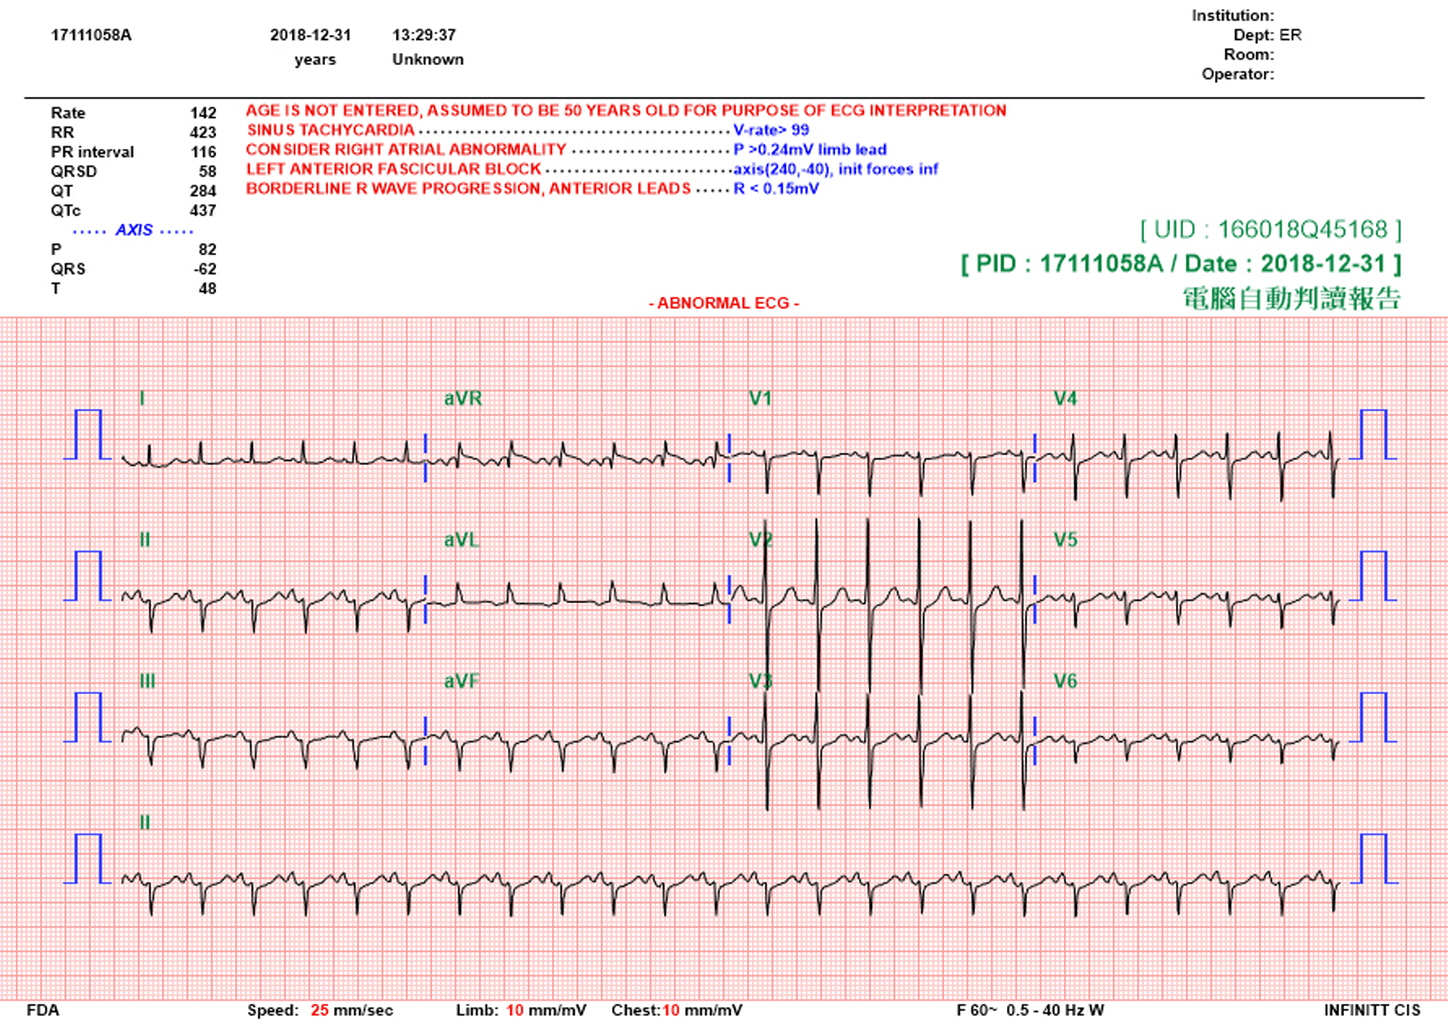 Institution:
17111058A 2018-12-31 13:29:37 Dept: ER
years Unknown Room:
Operator:
Rate 142 AGE IS NOT ENTERED, ASSUMED TO BE 50 YEARS OLD FOR PURPOSE OF ECG INTERPRETATION
RR 423 SINUS TACHYCARDIA V-rate> 99
PR interval 116 CONSIDER RIGHT ATRIAL ABNORMALITY P >0.24mV limb lead
QRSD 58 LEFT ANTERIOR FASCICULAR BLOCK axis(240,-40), init forces inf
QT 284 BORDERLINE R WAVE PROGRESSION, ANTERIOR LEADS R < 0.15mV
QTc 437
AXIS
[ UID : 166018Q45168 ]
P 82
[ PID : 17111058A / Date : 2018-12-31 ]
QRS -62
T 48
電腦自動判讀報告
- ABNORMAL ECG -
I aVR V1 V4
II aVL V2 V5
III aVF V3 V6
II
FDA Speed: 25 mm/sec Limb: 10 mm/mV Chest:10 mm/mV F 60~ 0.5 - 40 Hz W INFINITT CIS